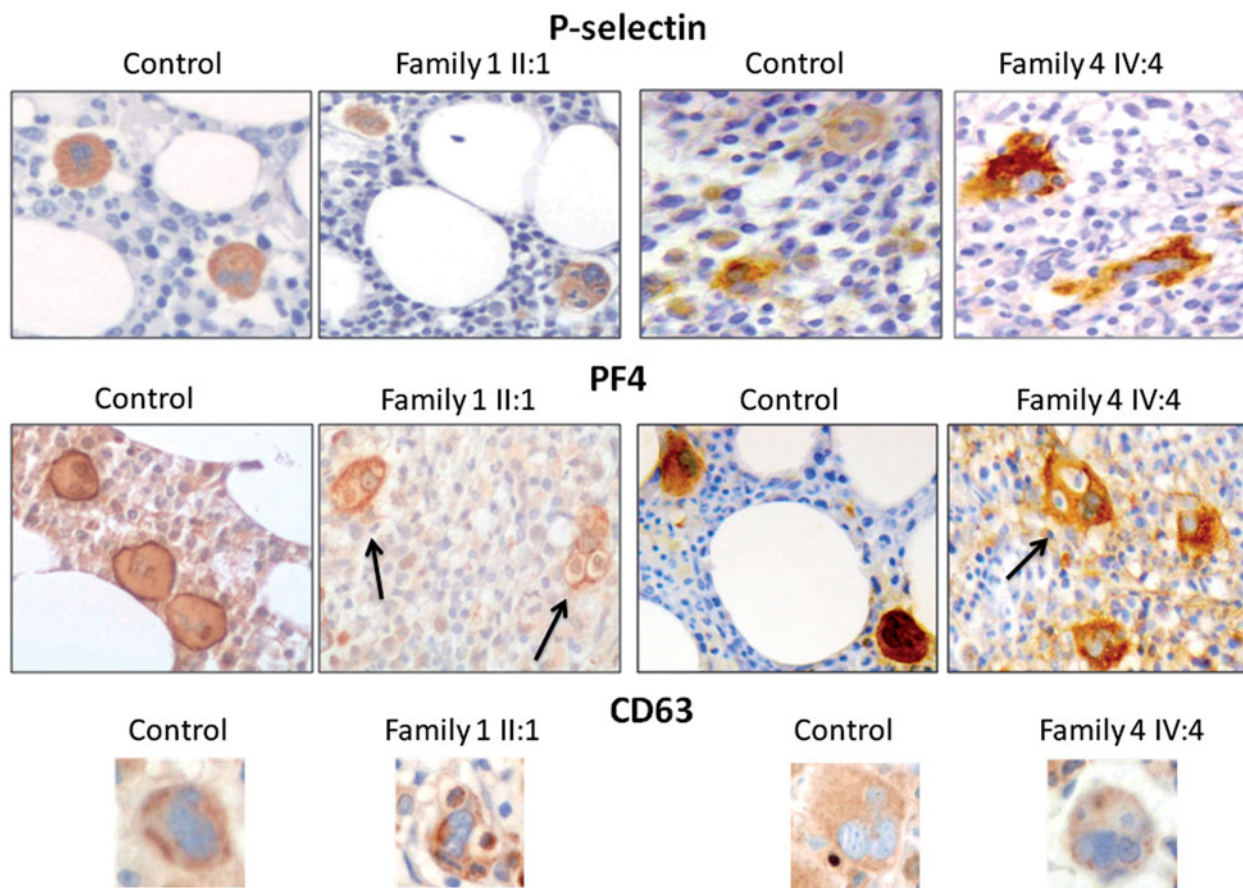 P-selectin
Control Family 1 II:1 Control Family 4 IV:4
PF4
Control Family 1 II:1 Control Family 4 IV:4
CD63
Control Family 1 II:1 Control Family 4 IV:4